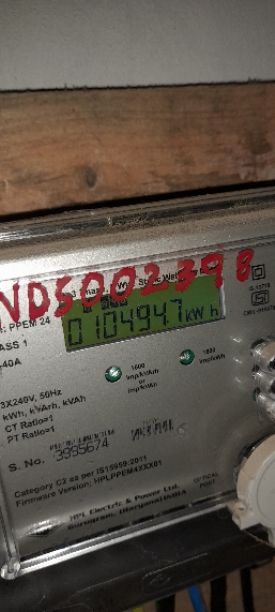 VDS0002398
: PPEM 24
ASS 1
-40A
010494.7 kWh
1600
imp/kWh
or
imp/kVAh
1600
3X240V, 50Hz
kWh, kVArh, kVAh
CT Ratio=1
PT Ratio=1
S. No. 3995674
Category C2 as per IS15959:2011
Firmware Version: HPLPPEM4XXX01
OPTICAL
PORT
HPL Electric & Power Ltd.